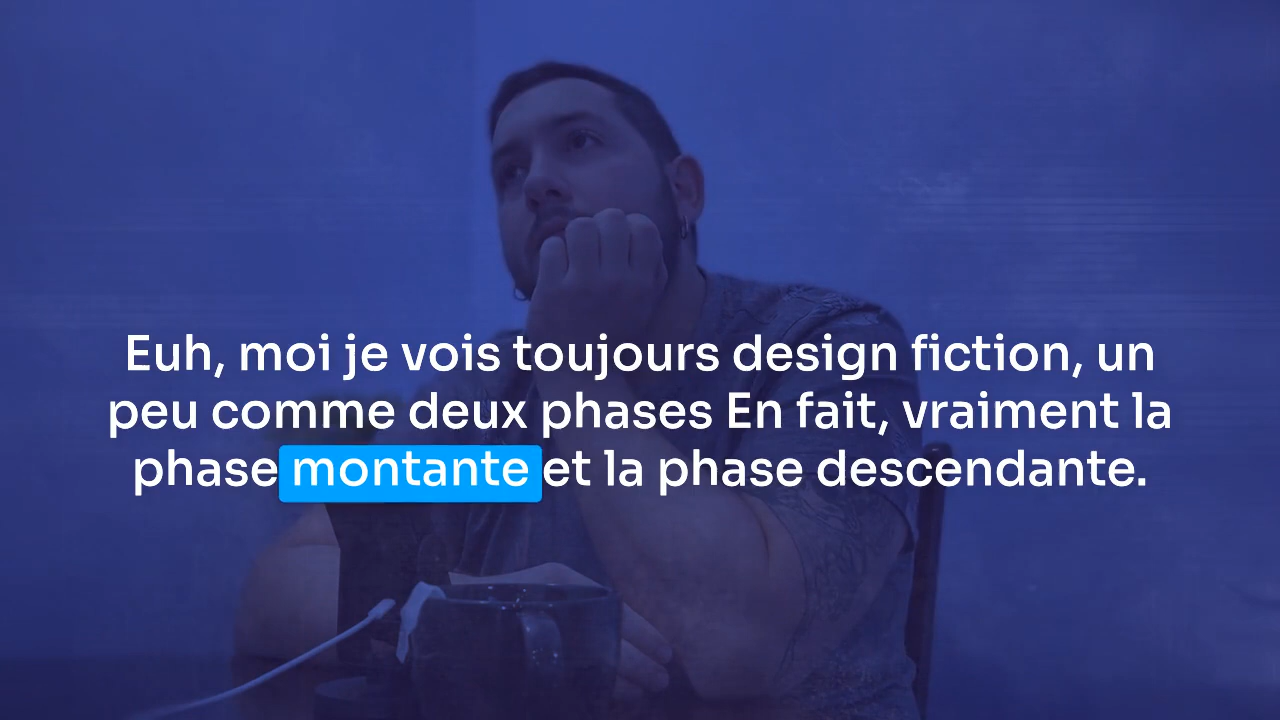 Euh, moi je vois toujours design fiction, un
peu comme deux phases En fait, vraiment la
phase montante et la phase descendante.